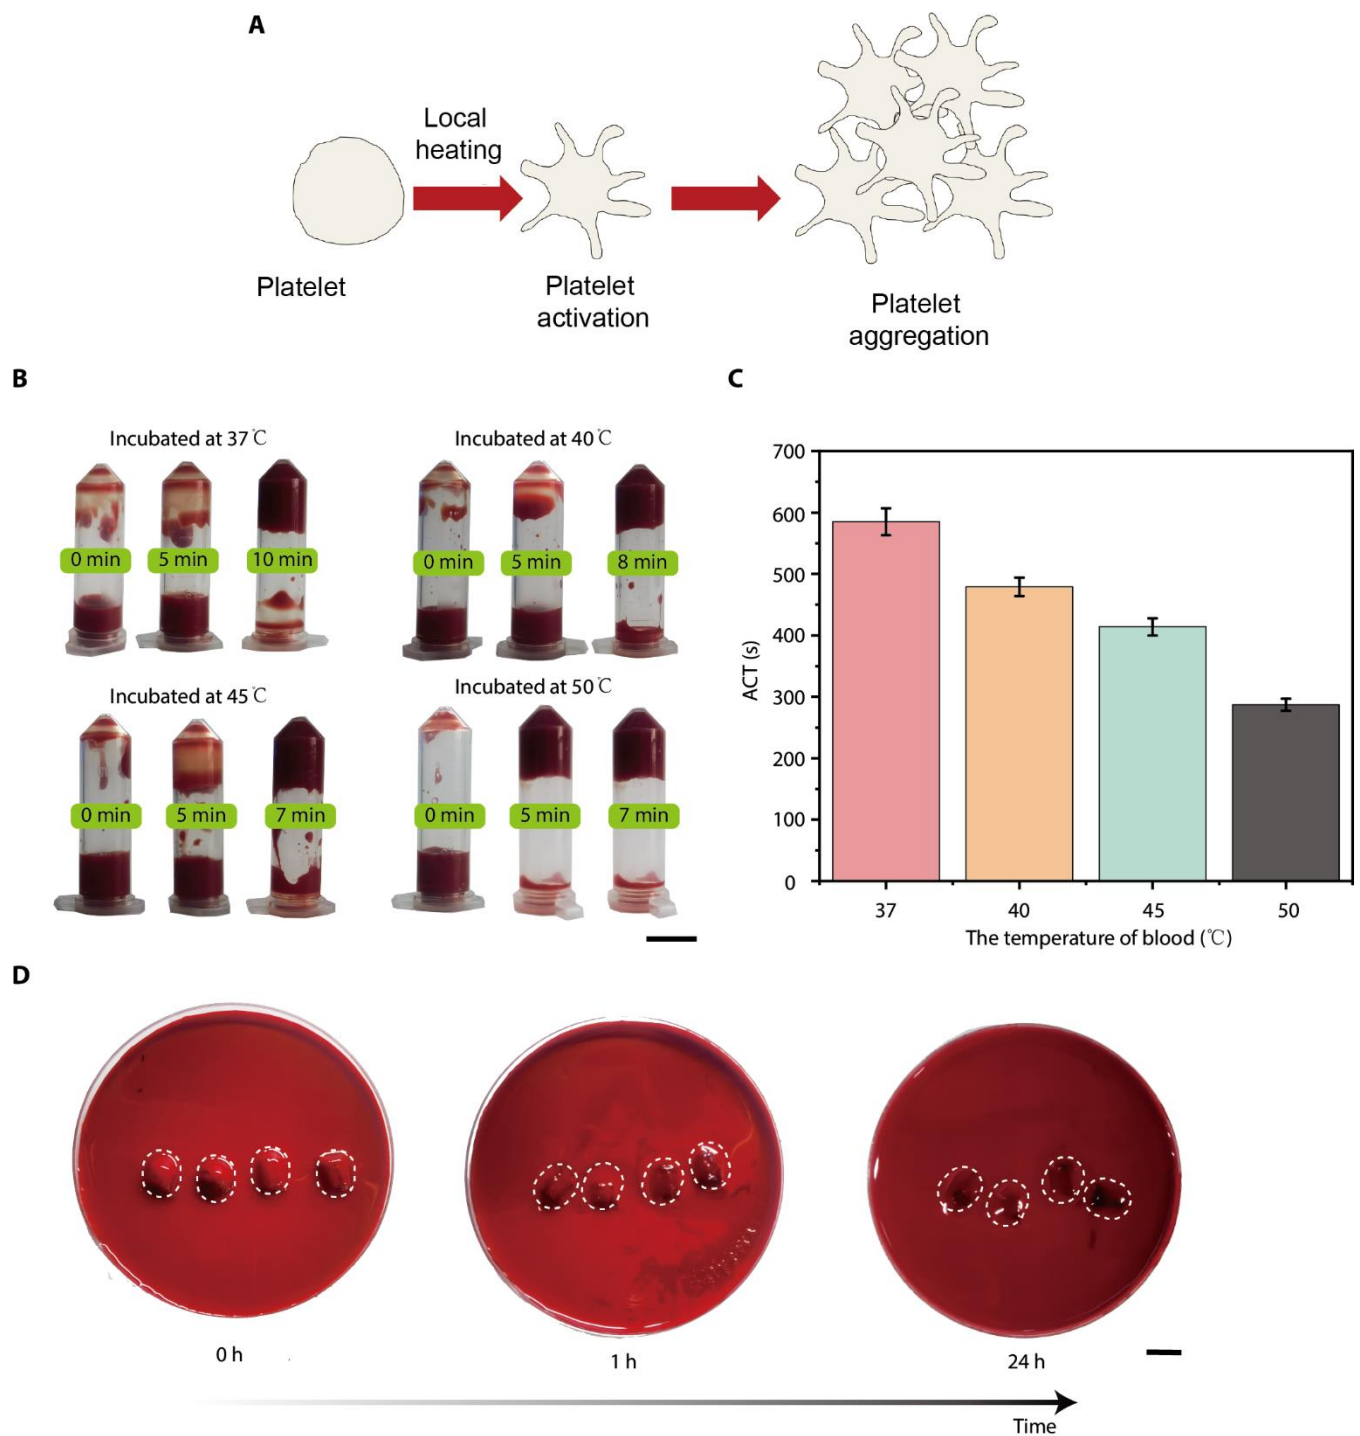 A
Local
heating
Platelet
Platelet
activation
Platelet
aggregation
B
Incubated at 37℃
0 min
5 min
10 min
Incubated at 40℃
0 min
5 min
8 min
Incubated at 45℃
0 min
5 min
7 min
Incubated at 50℃
0 min
5 min
7 min
C
700
600
500
400
300
200
100
0
ACT (s)
37
40
45
50
The temperature of blood (℃)
D
0 h
1 h
24 h
Time